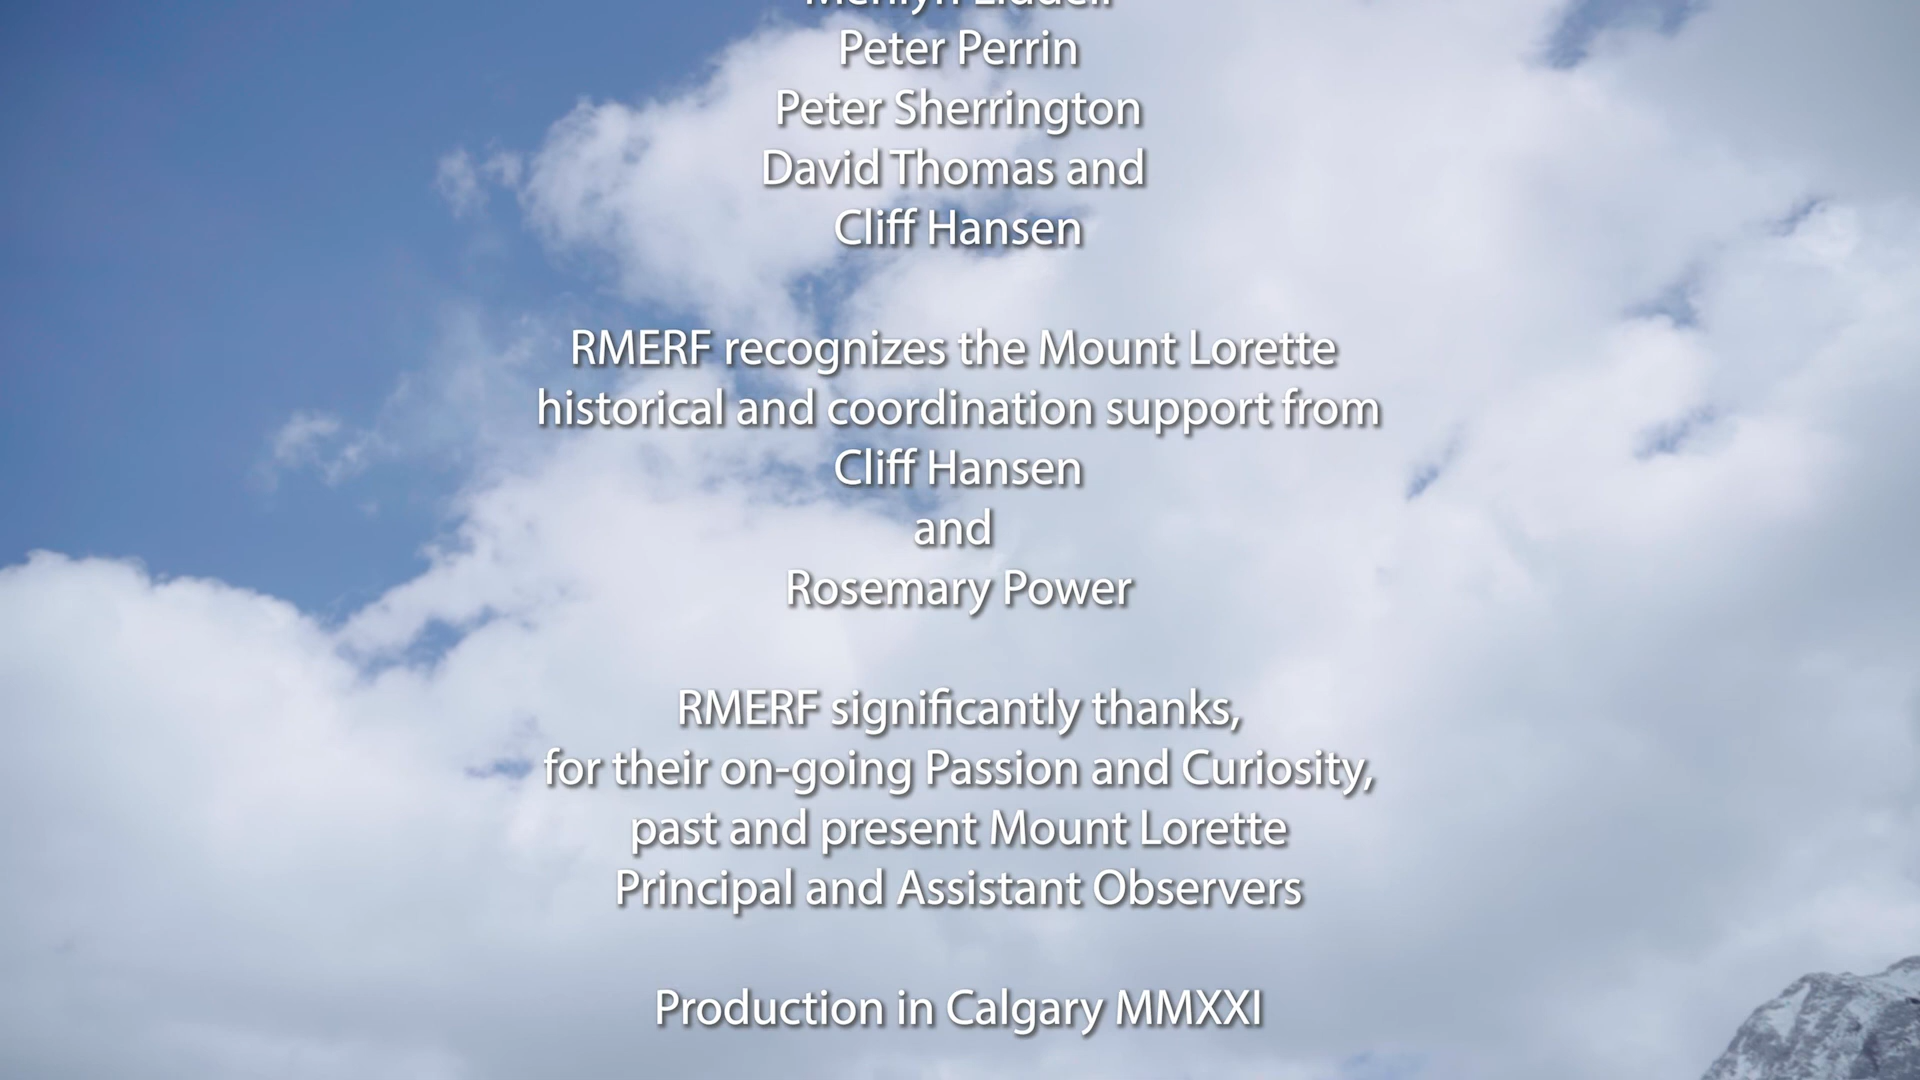 Peter Perrin
Peter Sherrington
David Thomas and
Cliff Hansen
RMERF recognizes the Mount Lorette
historical and coordination support from
Cliff Hansen
and
Rosemary Power
RMERF significantly thanks,
for their on-going Passion and Curiosity,
past and present Mount Lorette
Principal and Assistant Observers
Production in Calgary MMXXI